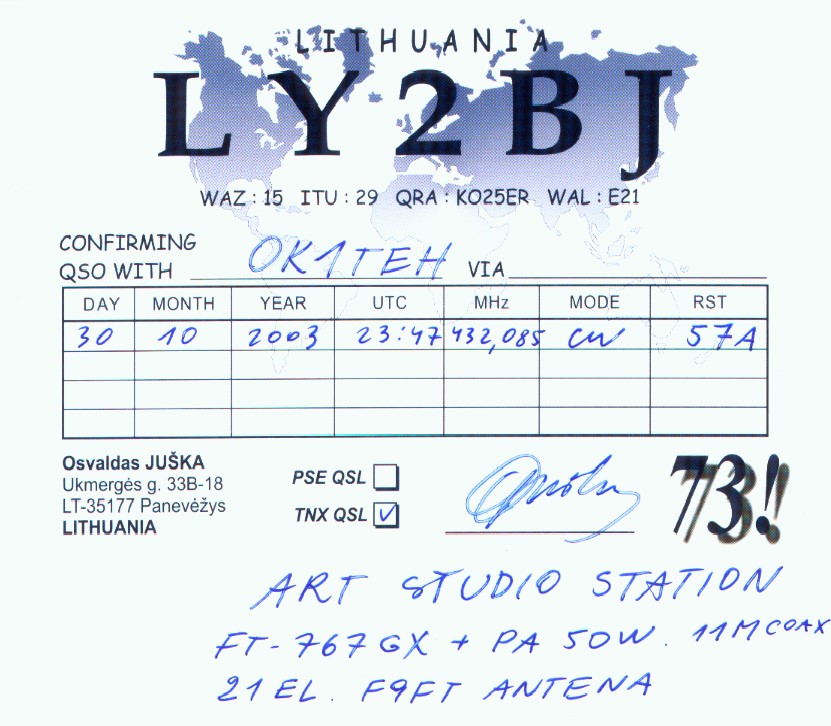 LITHUANIA
LY2BJ
WAZ : 15 ITU : 29 QRA : KO25ER WAL : E21
CONFIRMING
QSO WITH OK1TEH VIA
DAY MONTH YEAR UTC MHz MODE RST
30 10 2003 23:47 432,085 CW 57A
Osvaldas JUŠKA
Ukmergės g. 33B-18
LT-35177 Panevėžys
LITHUANIA
PSE QSL
TNX QSL
73!
ART STUDIO STATION
FT-767GX + PA 50W. 11M COAX
21 EL. F9FT ANTENA